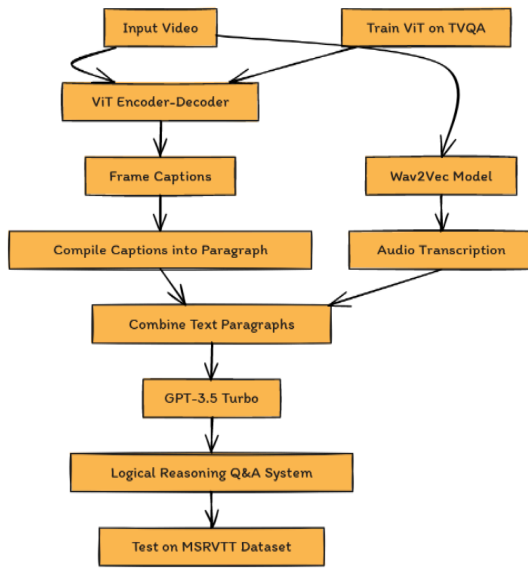 Input Video
Train ViT on TVQA
ViT Encoder-Decoder
Frame Captions
Wav2Vec Model
Compile Captions into Paragraph
Audio Transcription
Combine Text Paragraphs
GPT-3.5 Turbo
Logical Reasoning Q&A System
Test on MSRVTT Dataset